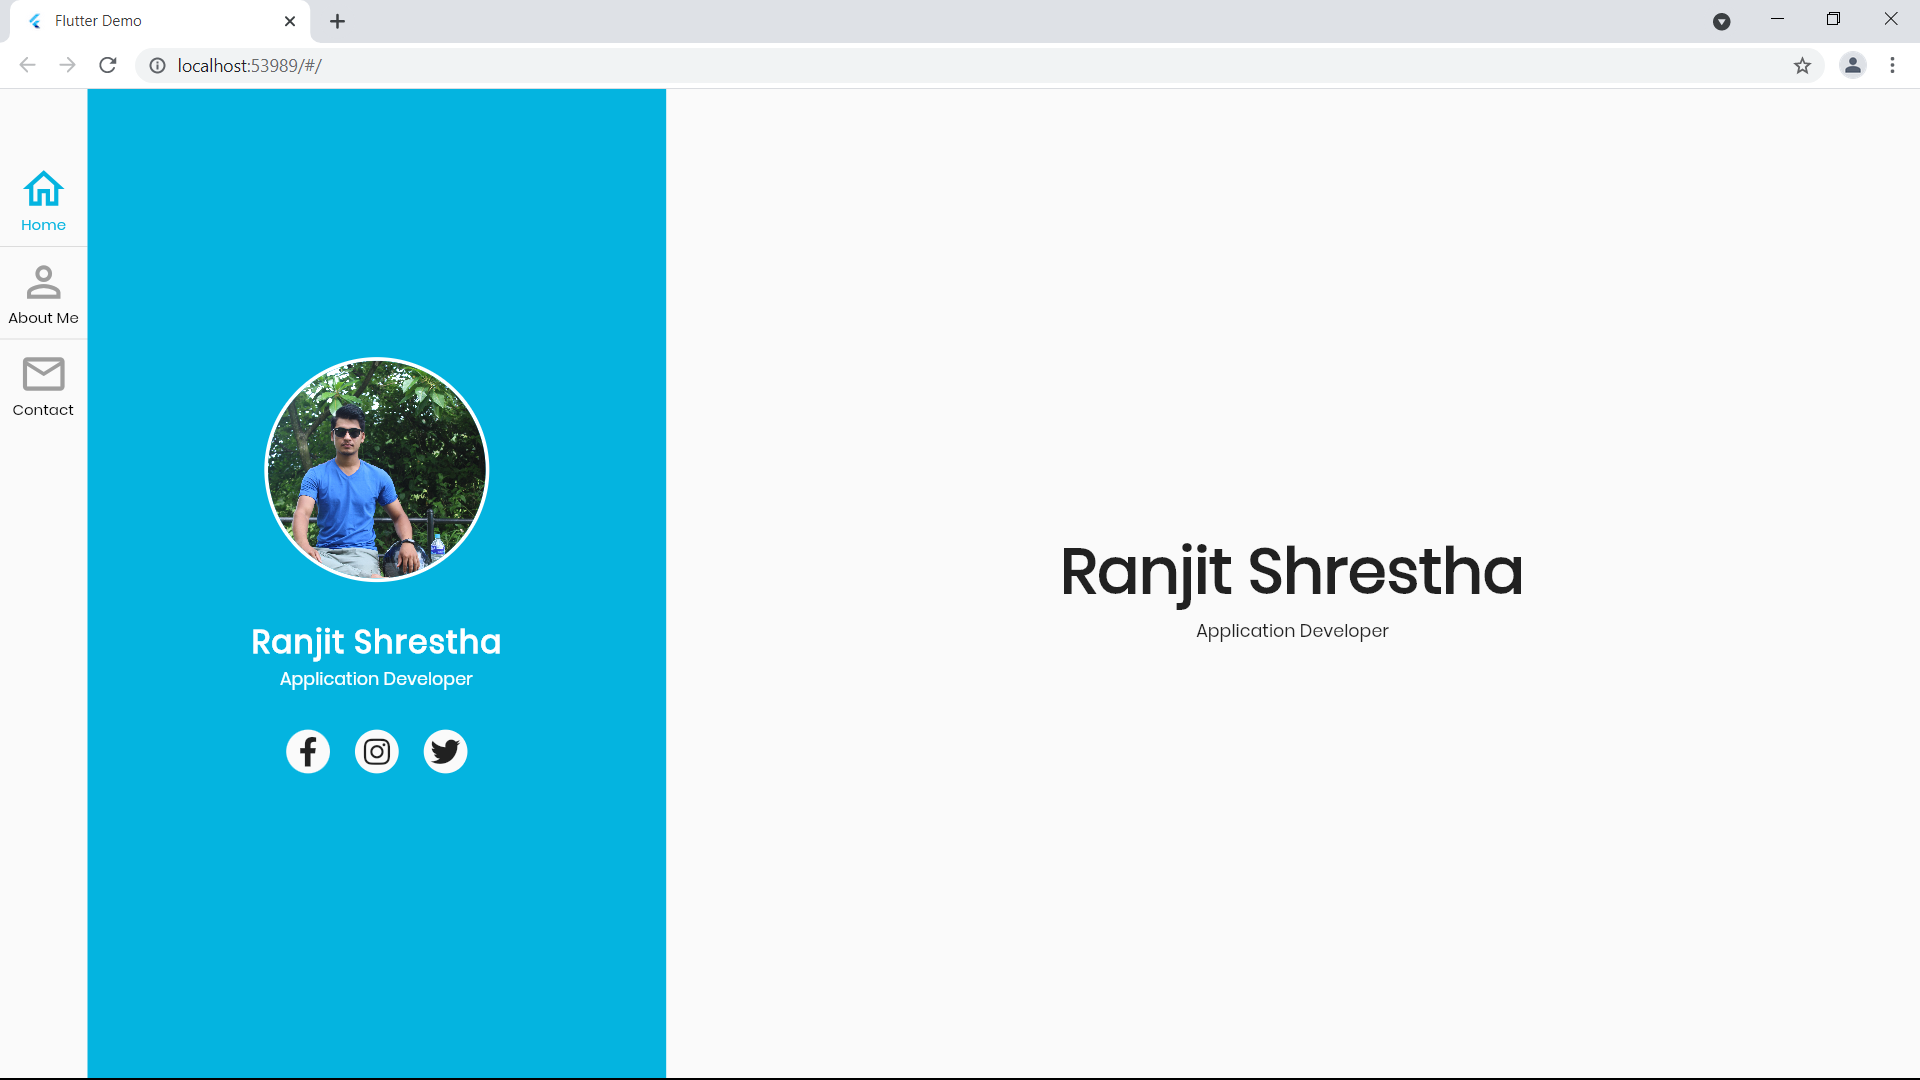 Flutter Demo
localhost:53989/#/
Home
About Me
Contact
Ranjit Shrestha
Application Developer
Ranjit Shrestha
Application Developer